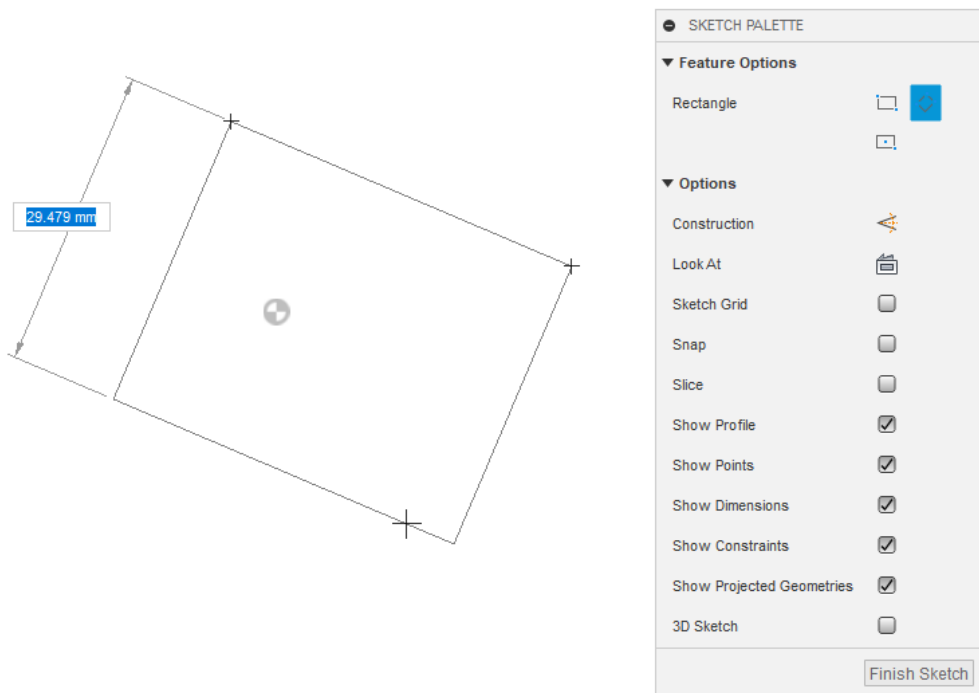 SKETCH PALETTE
Feature Options
Rectangle
29.479 mm
Options
Construction
Look At
Sketch Grid
Snap
Slice
Show Profile
Show Points
Show Dimensions
Show Constraints
Show Projected Geometries
3D Sketch
Finish Sketch